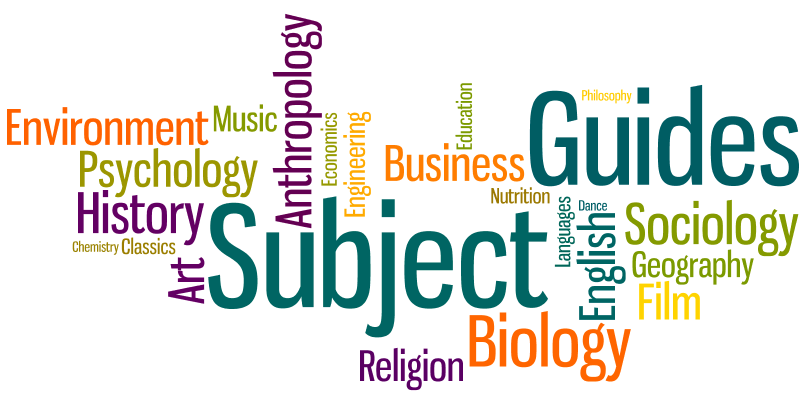 Anthropology
Philosophy
Guides
Education
Environment
Music
Economics
Engineering
Business
Psychology
Nutrition
History
Languages
Dance
English
Sociology
Subject
Chemistry
Classics
Geography
Art
Film
Biology
Religion